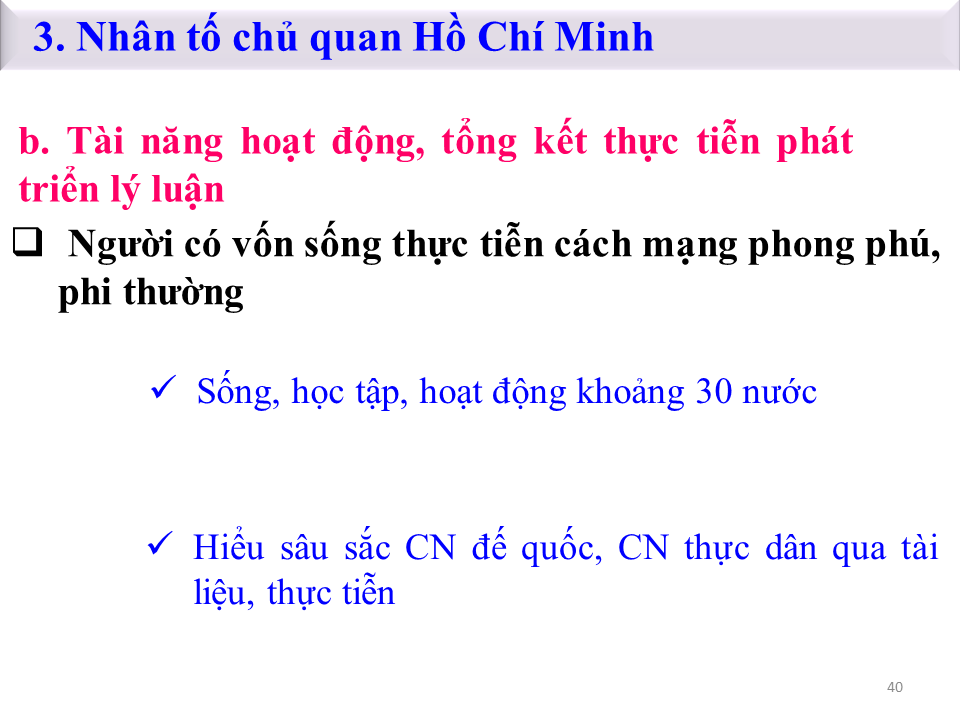 3. Nhân tố chủ quan Hồ Chí Minh
b. Tài năng hoạt động, tổng kết thực tiễn phát
triển lý luận
❑ Người có vốn sống thực tiễn cách mạng phong phú,
phi thường
✓ Sống, học tập, hoạt động khoảng 30 nước
✓ Hiểu sâu sắc CN đế quốc, CN thực dân qua tài
liệu, thực tiễn
40